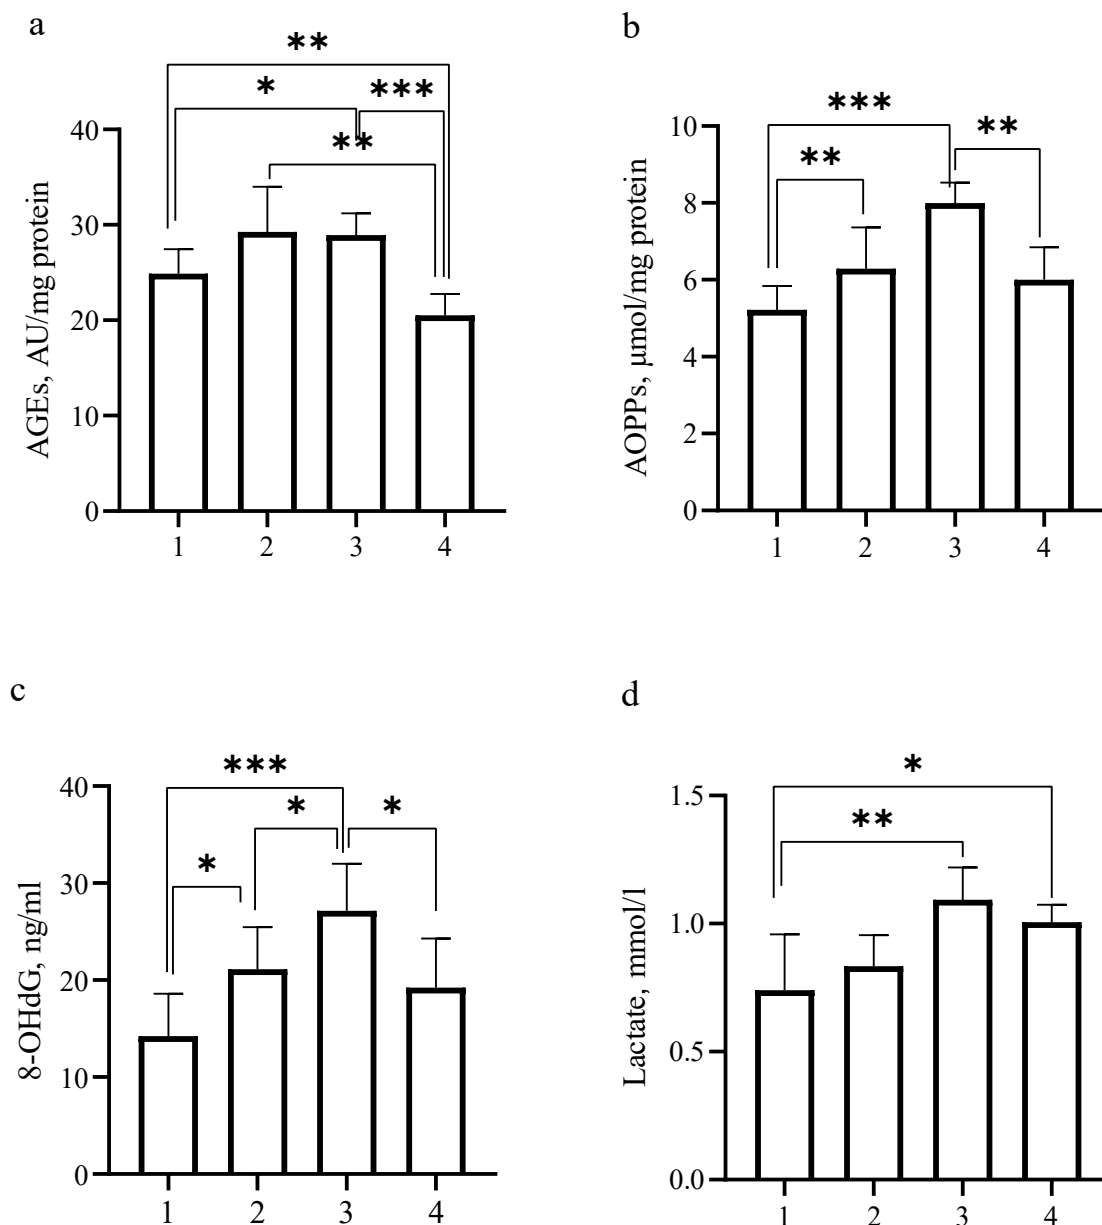 a
**
*
***
**
40
30
20
10
0
AGEs, AU/mg protein
1 2 3 4
b
***
**
**
10
8
6
4
2
0
AOPPs, µmol/mg protein
1 2 3 4
c
***
*
*
*
40
30
20
10
0
8-OHdG, ng/ml
1 2 3 4
d
*
**
1.5
1.0
0.5
0.0
Lactate, mmol/l
1 2 3 4